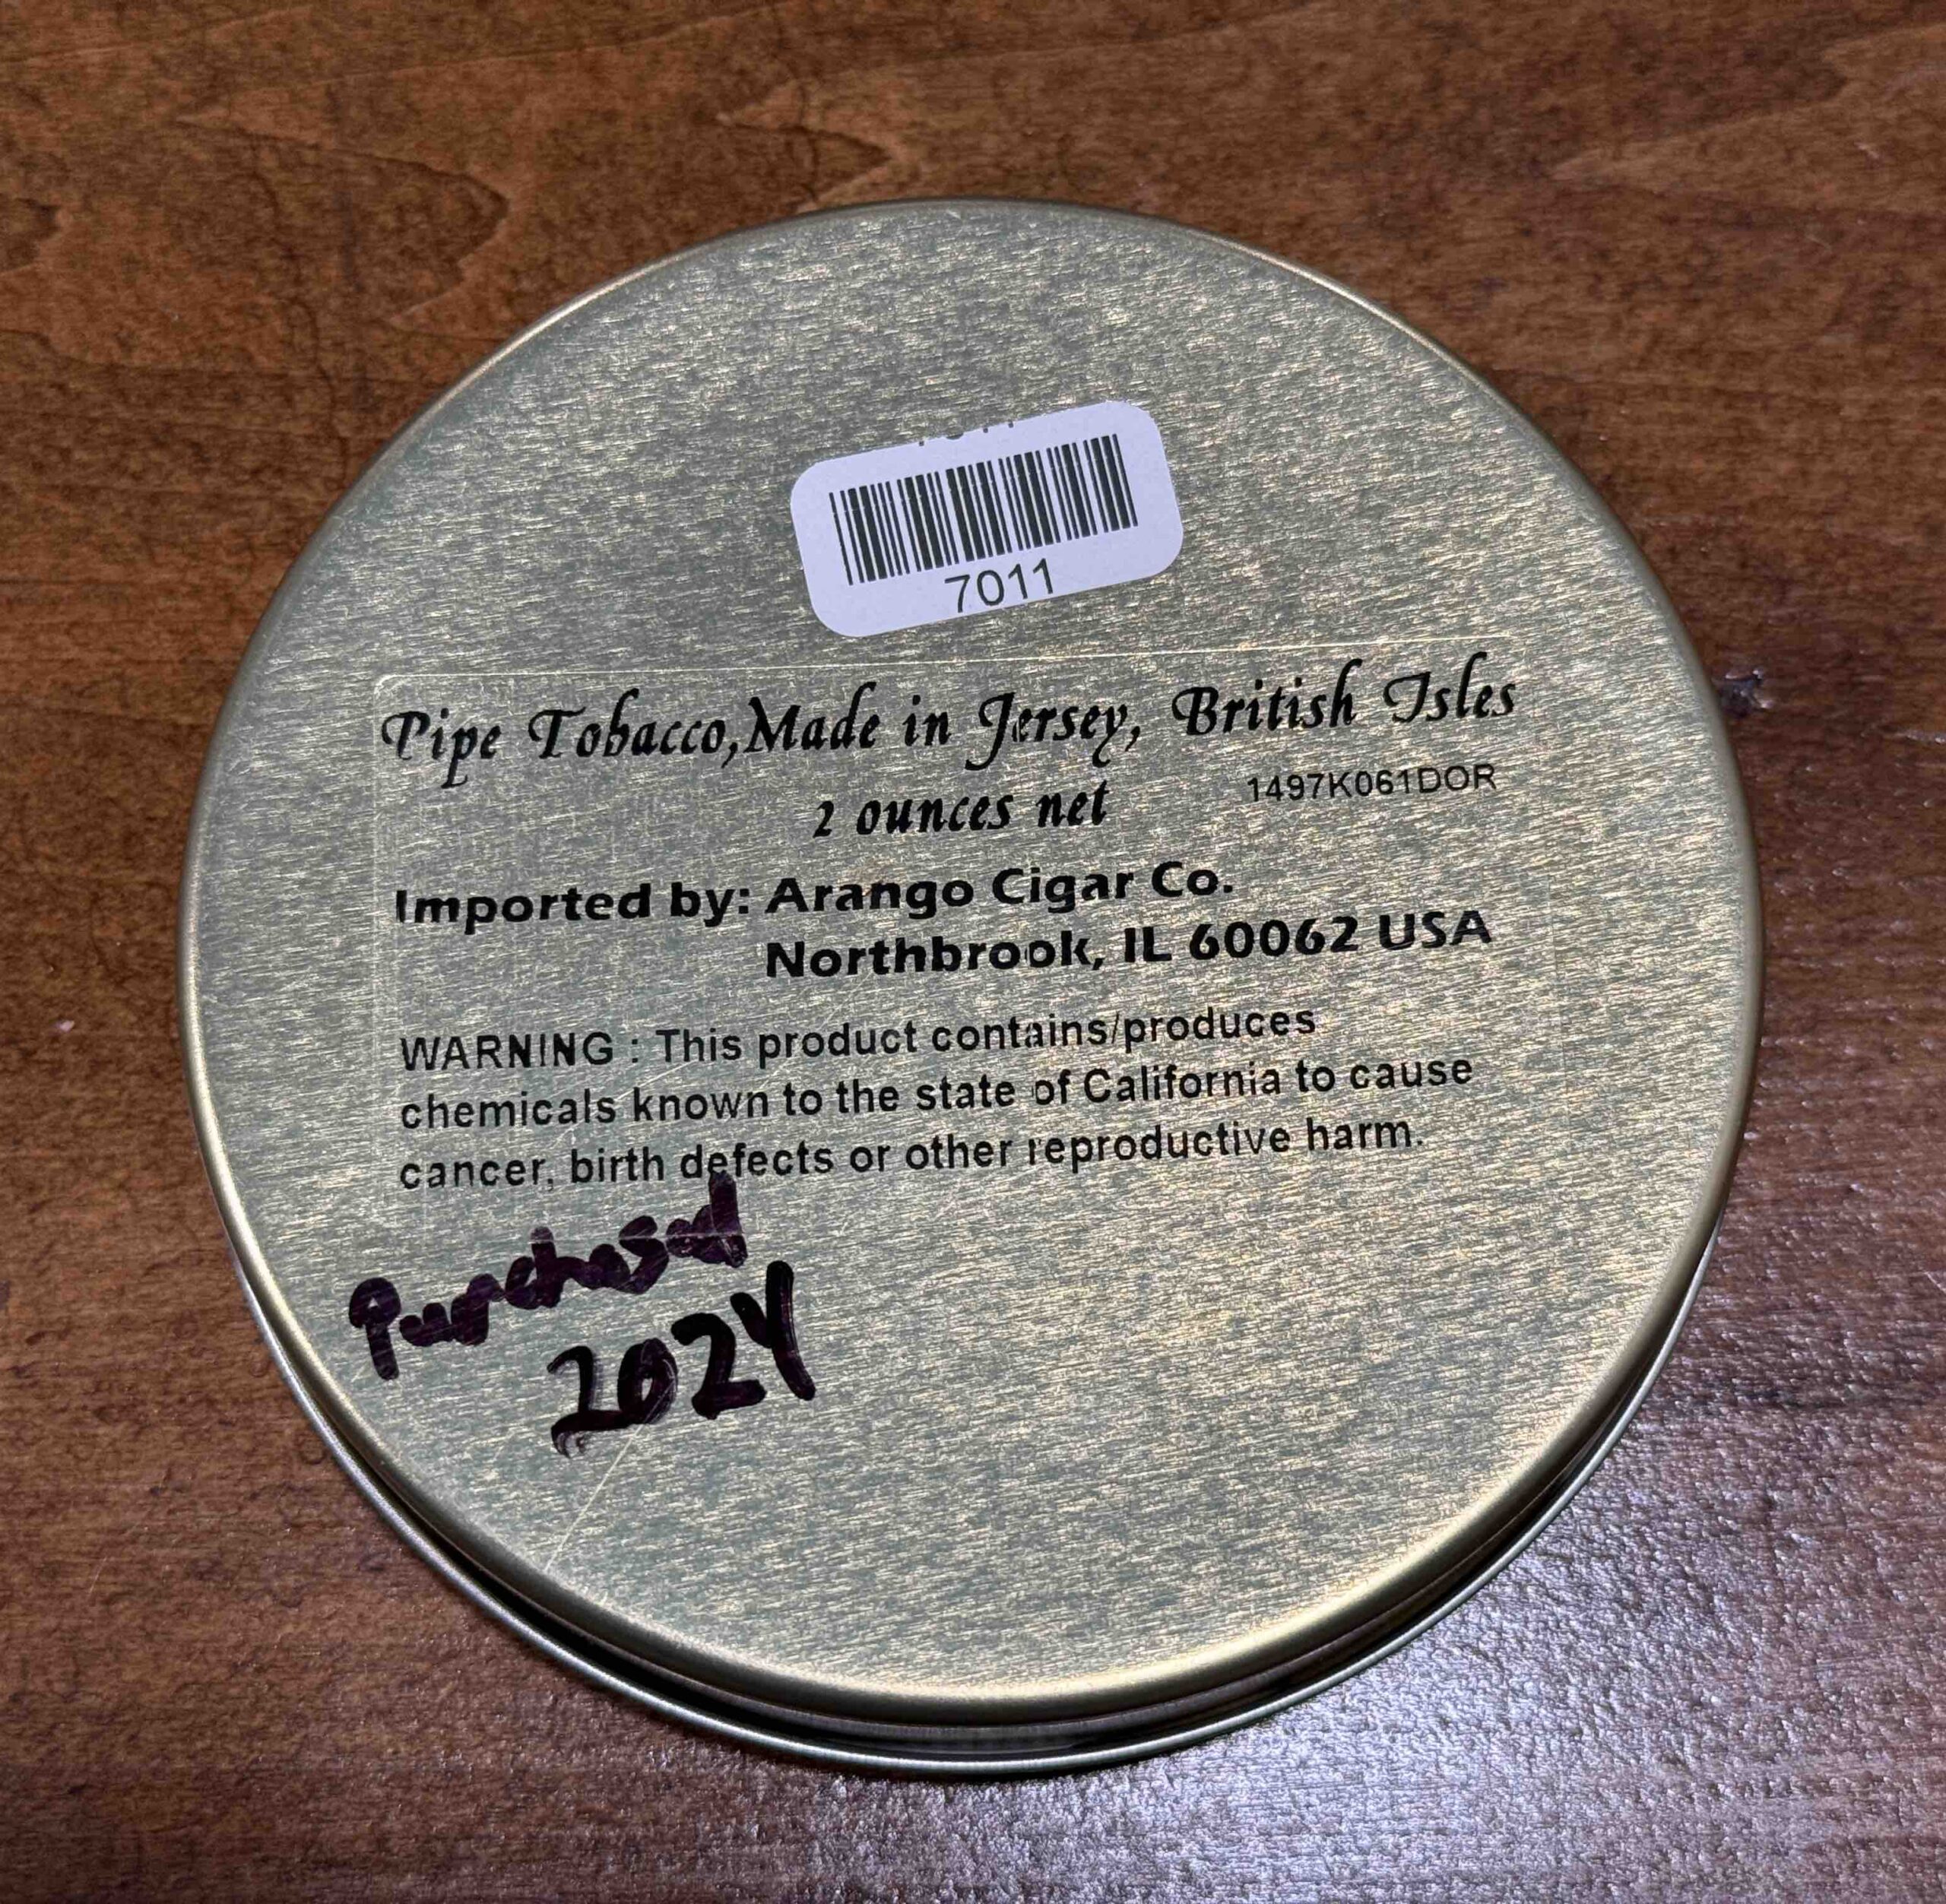 7011
Pipe Tobacco,Made in Jersey, British Isles
2 ounces net
1497K061DOR
Imported by: Arango Cigar Co.
Northbrook, IL 60062 USA
WARNING : This product contains/produces
chemicals known to the state of California to cause
cancer, birth defects or other reproductive harm.
Purchased
2024